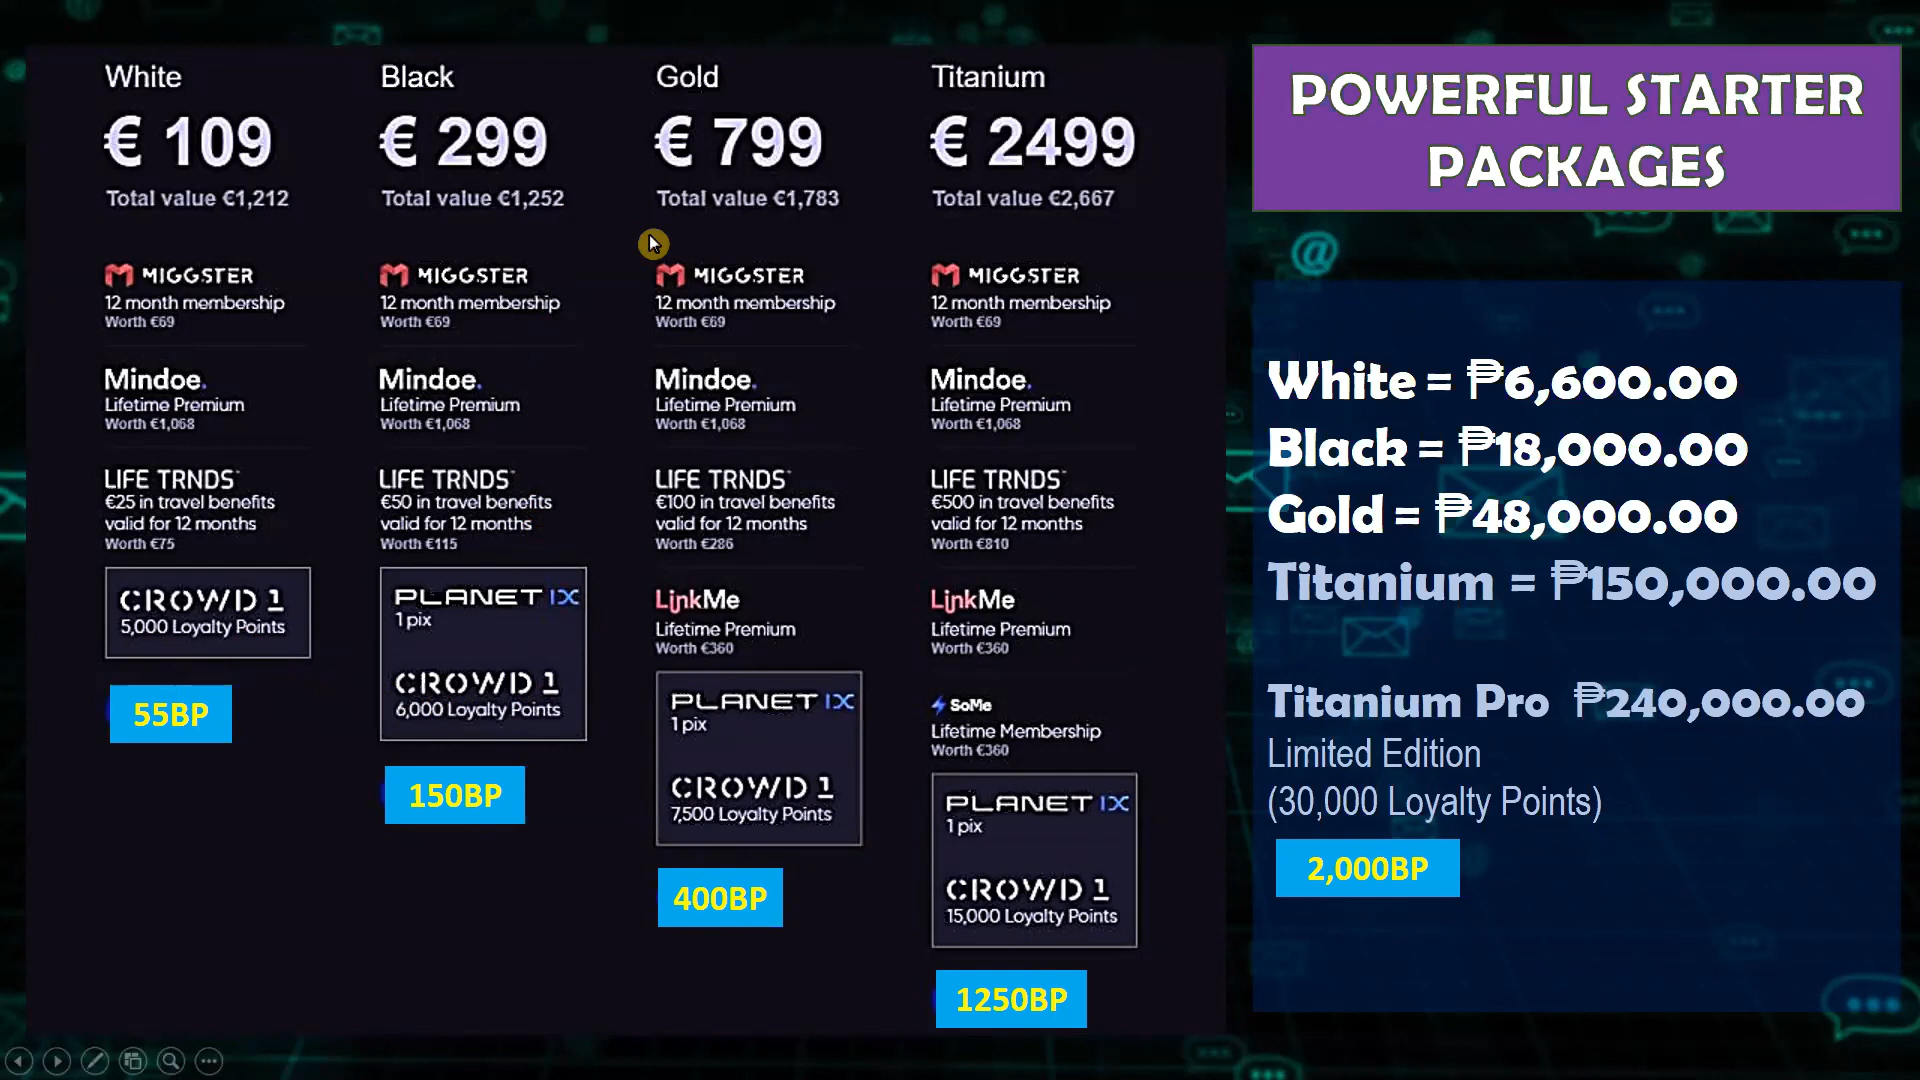 White
€ 109
Total value €1,212
MIGGSTER
12 month membership
Worth €69
Mindoe.
Lifetime Premium
Worth €1,068
LIFE TRNDS
€25 in travel benefits
valid for 12 months
Worth €75
CROWD 1
5,000 Loyalty Points
55BP
Black
€ 299
Total value €1,252
MIGGSTER
12 month membership
Worth €69
Mindoe.
Lifetime Premium
Worth €1,068
LIFE TRNDS
€50 in travel benefits
valid for 12 months
Worth €115
PLANET IX
1 pix
CROWD 1
6,000 Loyalty Points
150BP
Gold
€ 799
Total value €1,783
MIGGSTER
12 month membership
Worth €69
Mindoe.
Lifetime Premium
Worth €1,068
LIFE TRNDS
€100 in travel benefits
valid for 12 months
Worth €286
LinkMe
Lifetime Premium
Worth €360
PLANET IX
1 pix
CROWD 1
7,500 Loyalty Points
400BP
Titanium
€ 2499
Total value €2,667
MIGGSTER
12 month membership
Worth €69
Mindoe.
Lifetime Premium
Worth €1,068
LIFE TRNDS
€500 in travel benefits
valid for 12 months
Worth €810
LinkMe
Lifetime Premium
Worth €360
SoMe
Lifetime Membership
Worth €360
PLANET IX
1 pix
CROWD 1
15,000 Loyalty Points
1250BP
POWERFUL STARTER
PACKAGES
White = ₱6,600.00
Black = ₱18,000.00
Gold = ₱48,000.00
Titanium = ₱150,000.00
Titanium Pro ₱240,000.00
Limited Edition
(30,000 Loyalty Points)
2,000BP